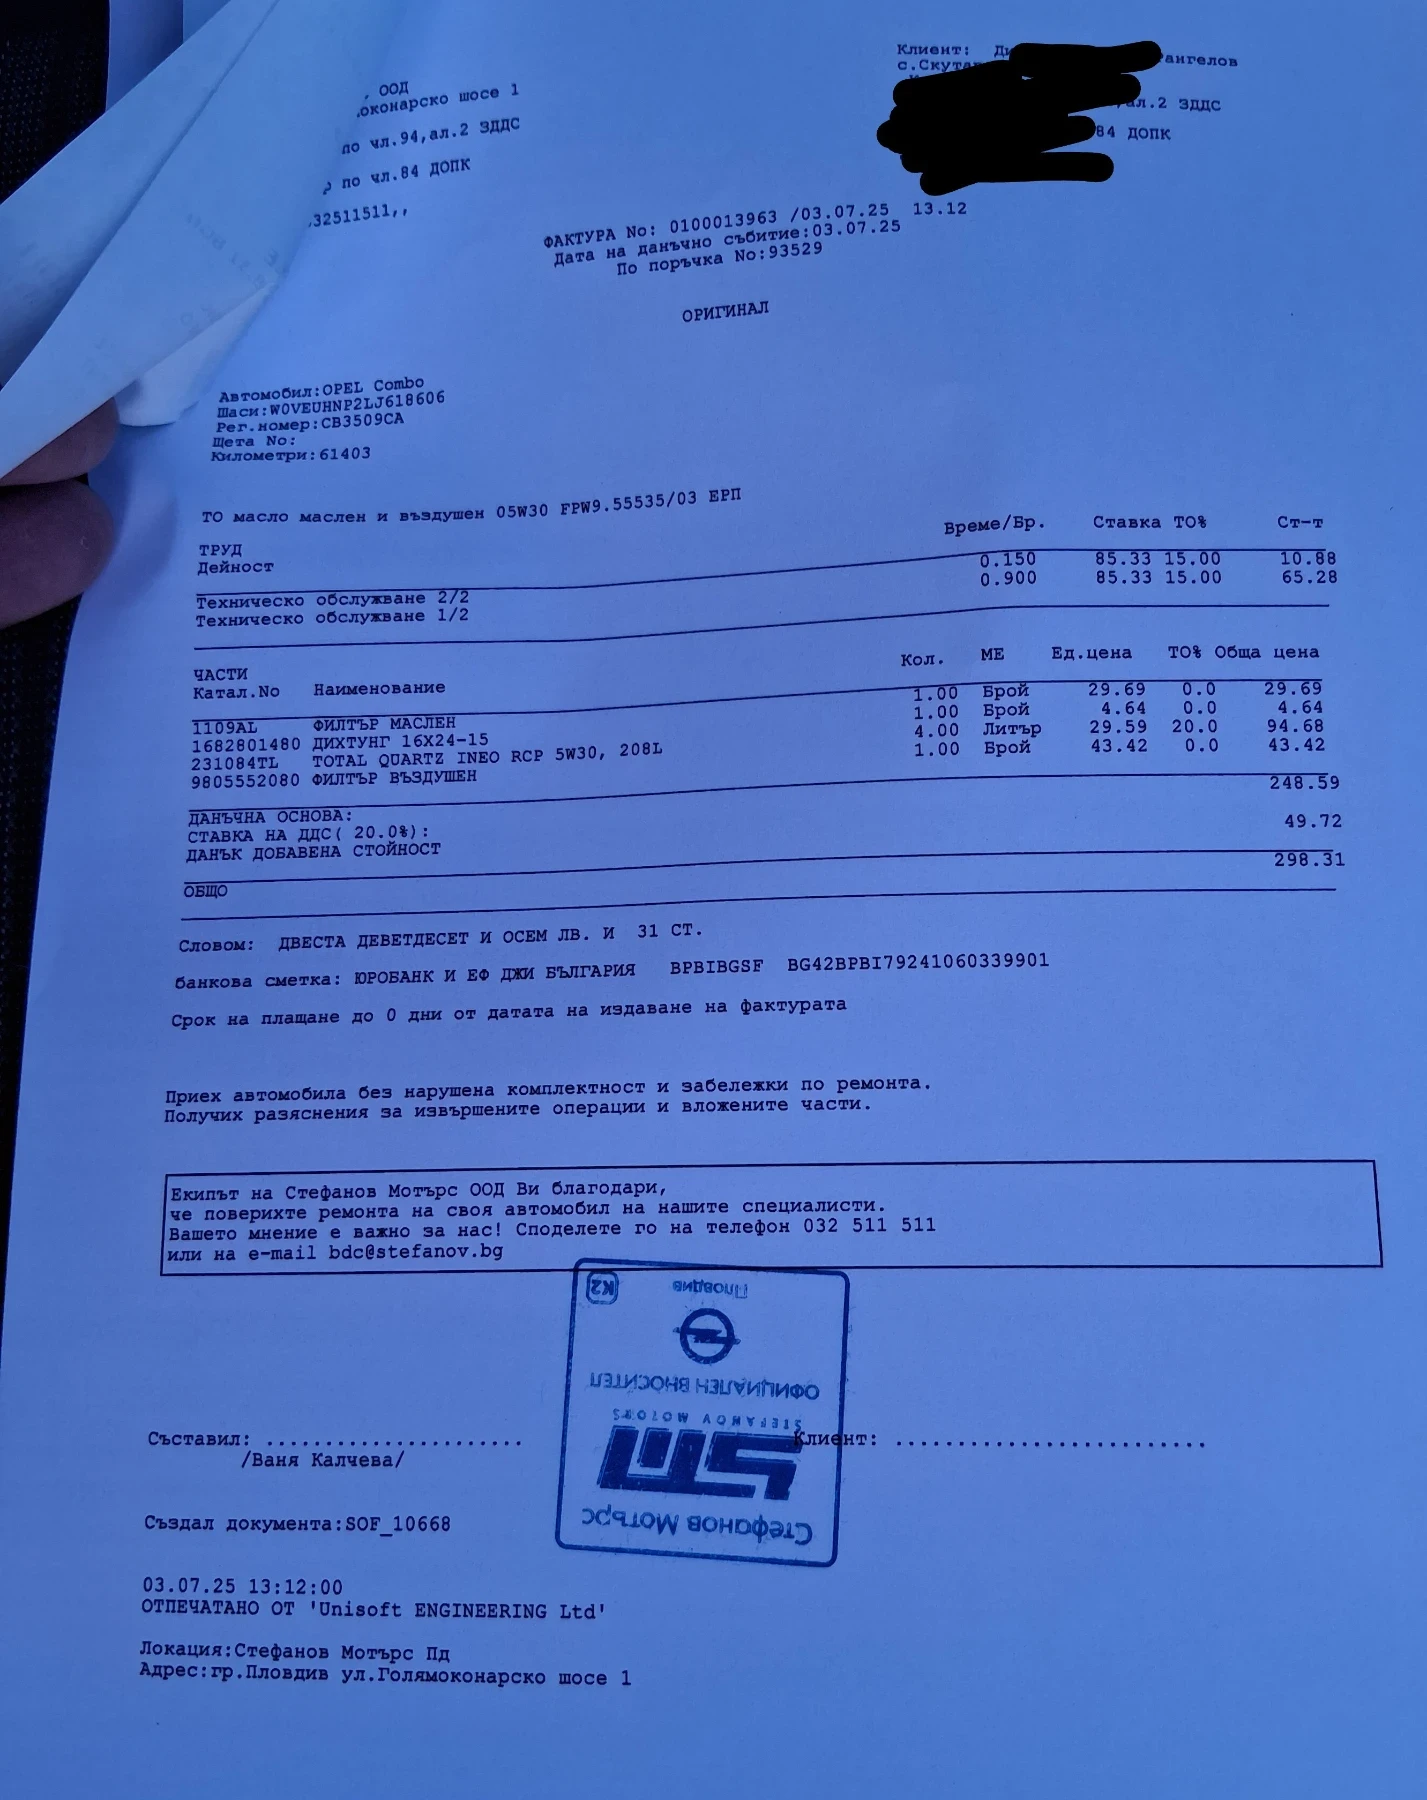 ООД
Клиент:
ангелов
с.Скута
оконарско шосе 1
по чл.94,ал.2 ЗДДС
ал.2 ЗДДС
по чл.84 ДОПК
84 ДОПК
32511511,,
ФАКТУРА No: 0100013963 /03.07.25 13.12
Дата на данъчно събитие:03.07.25
По поръчка No:93529
ОРИГИНАЛ
Автомобил:OPEL Combo
Шаси:W0VEUHNP2LJ618606
Рег.номер:CB3509CA
Щета No:
Километри:61403
ТО масло маслен и въздушен 05W30 FPW9.55535/03 ЕРП
ТРУД
Дейност Време/Бр. Ставка ТО% Ст-т
Техническо обслужване 2/2 0.150 85.33 15.00 10.88
Техническо обслужване 1/2 0.900 85.33 15.00 65.28
ЧАСТИ
Катал.No Наименование Кол. МЕ Ед.цена ТО% Обща цена
1109AL ФИЛТЪР МАСЛЕН 1.00 Брой 29.69 0.0 29.69
1682801480 ДИХТУНГ 16X24-15 1.00 Брой 4.64 0.0 4.64
231084TL TOTAL QUARTZ INEO RCP 5W30, 208L 4.00 Литър 29.59 20.0 94.68
9805552080 ФИЛТЪР ВЪЗДУШЕН 1.00 Брой 43.42 0.0 43.42
ДАНЪЧНА ОСНОВА: 248.59
СТАВКА НА ДДС( 20.0%):
ДАНЪК ДОБАВЕНА СТОЙНОСТ 49.72
ОБЩО 298.31
Словом: ДВЕСТА ДЕВЕТДЕСЕТ И ОСЕМ ЛВ. И 31 СТ.
банкова сметка: ЮРОБАНК И ЕФ ДЖИ БЪЛГАРИЯ BPBIBGSF BG42BPBI79241060339901
Срок на плащане до 0 дни от датата на издаване на фактурата
Приех автомобила без нарушена комплектност и забележки по ремонта.
Получих разяснения за извършените операции и вложените части.
Екипът на Стефанов Мотърс ООД Ви благодари,
че поверихте ремонта на своя автомобил на нашите специалисти.
Вашето мнение е важно за нас! Споделете го на телефон 032 511 511
или на e-mail bdc@stefanov.bg
Стефанов Мотърс
STM
STEFANOV MOTORS
ОФИЦИАЛЕН ВНОСИТЕЛ
Пловдив
K2
Съставил: ......................
Клиент: ...........................
/Ваня Калчева/
Създал документа:SOF_10668
03.07.25 13:12:00
ОТПЕЧАТАНО ОТ 'Unisoft ENGINEERING Ltd'
Локация:Стефанов Мотърс Пд
Адрес:гр.Пловдив ул.Голямоконарско шосе 1